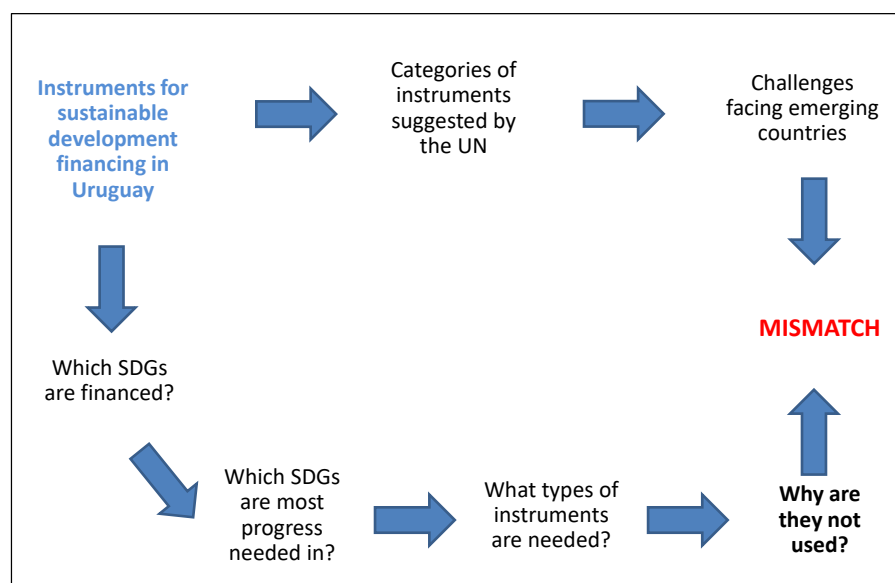 Instruments for
sustainable
development
financing in
Uruguay
Categories of
instruments
suggested by
the UN
Challenges
facing emerging
countries
MISMATCH
Which SDGs
are financed?
Which SDGs
are most
progress
needed in?
What types of
instruments
are needed?
Why are
they not
used?